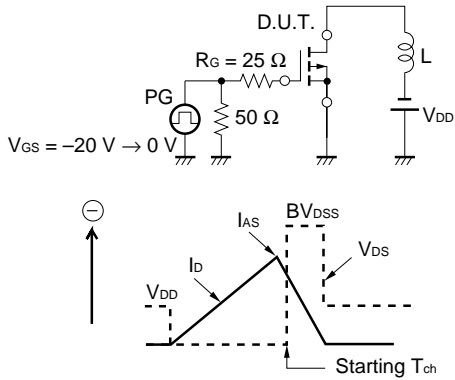 D.U.T.
RG = 25 Ω
L
PG
50 Ω
VDD
VGS = –20 V → 0 V
⊖
IAS
BVDSS
ID
VDS
VDD
Starting Tch